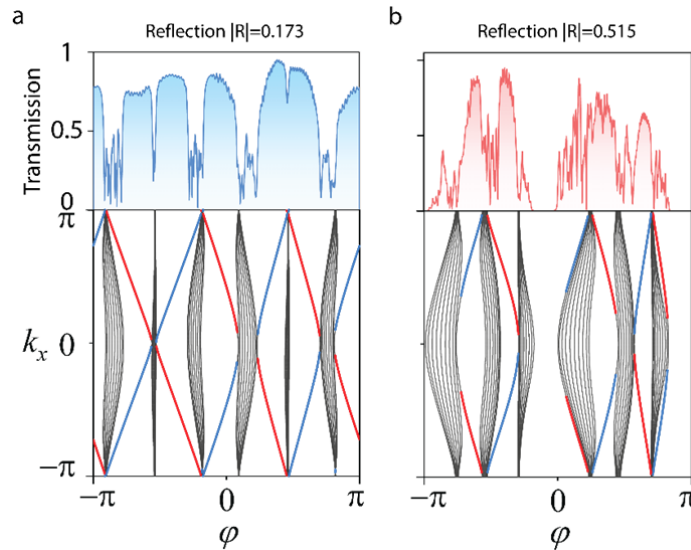 a
Reflection |R|=0.173
b
Reflection |R|=0.515
Transmission
1
0.5
0
π
k_x 0
−π
−π 0 π
φ
−π 0 π
φ